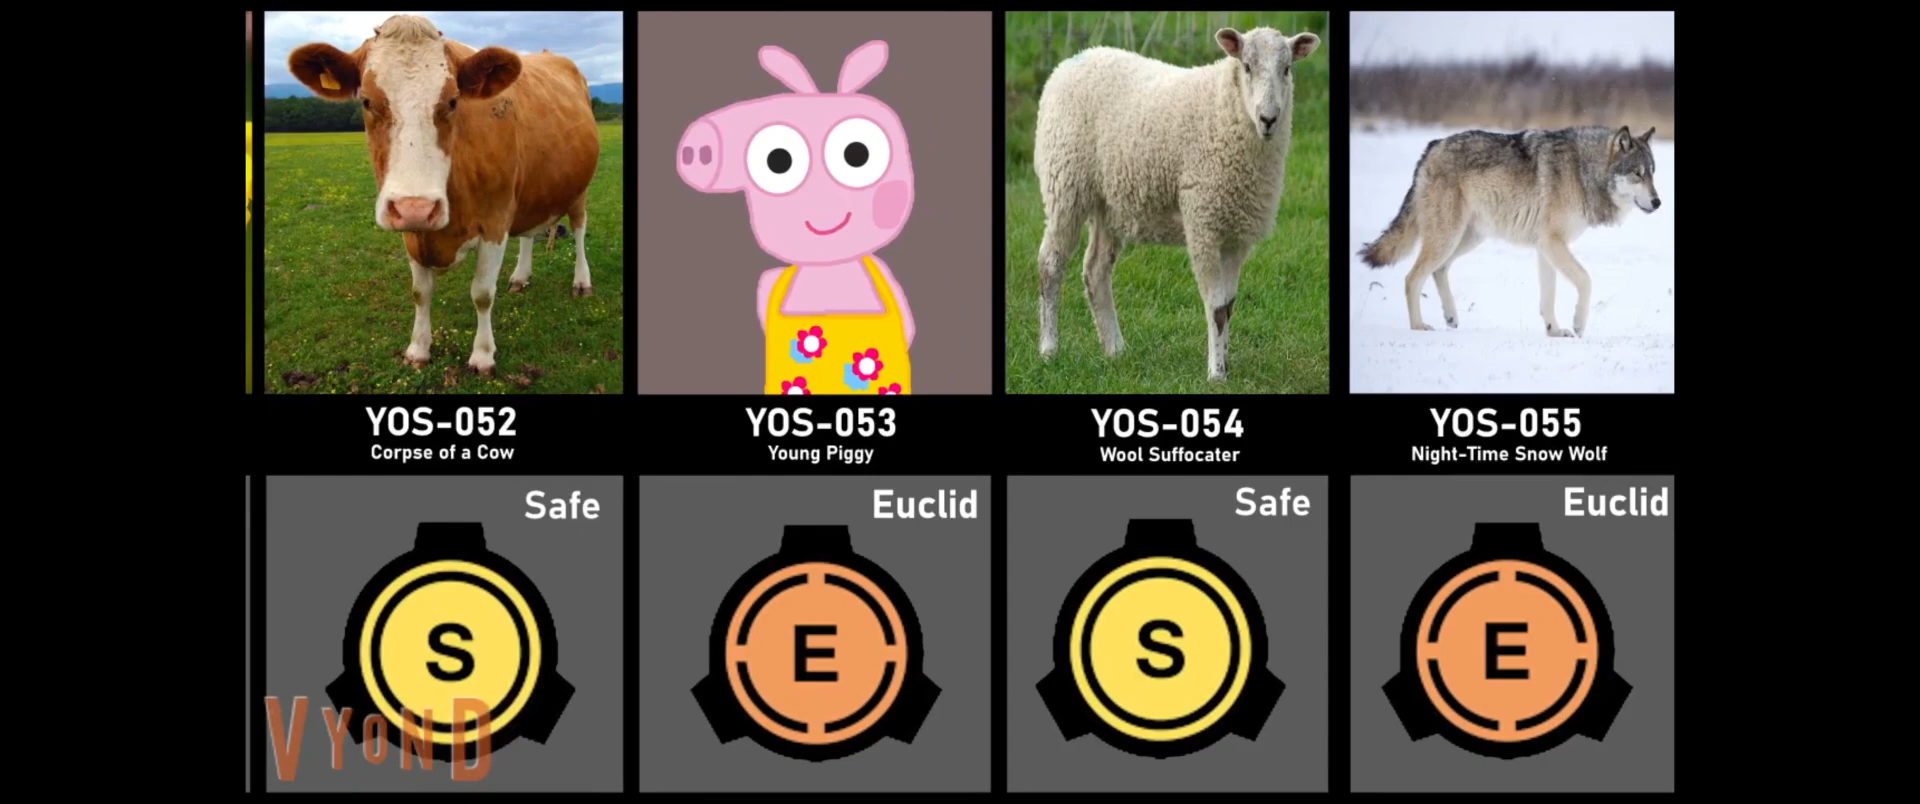 YOS-052
Corpse of a Cow
YOS-053
Young Piggy
YOS-054
Wool Suffocater
YOS-055
Night-Time Snow Wolf
Safe
S
Euclid
E
Safe
S
Euclid
E
VYOND